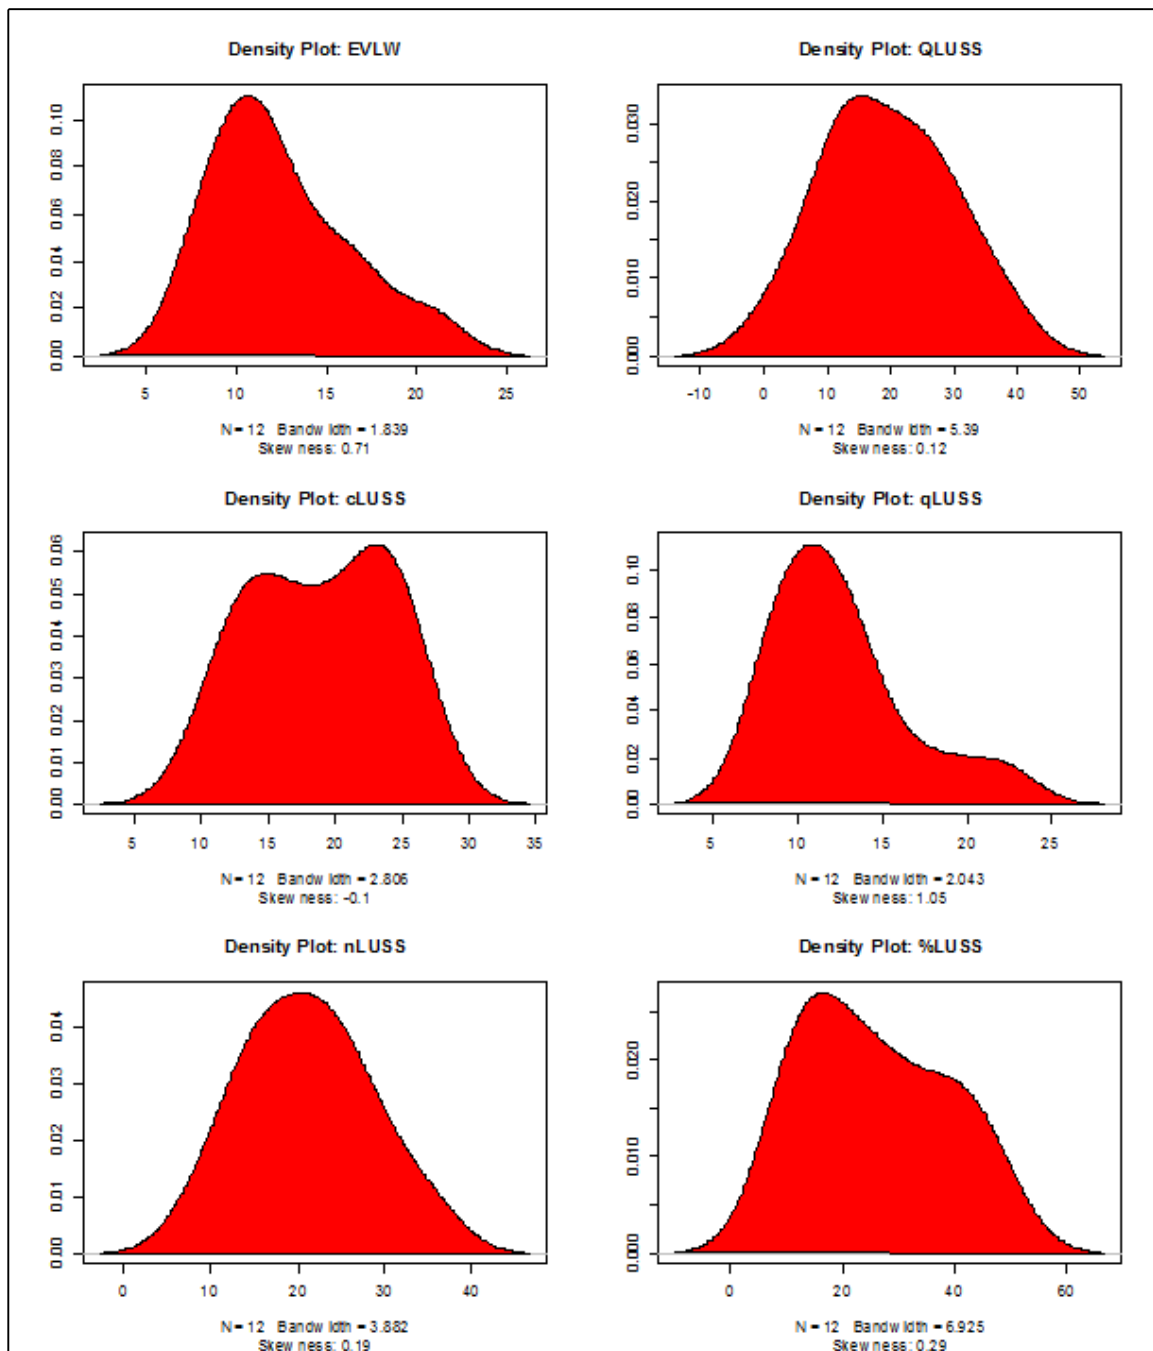 Density Plot: EVLW
0.00 0.02 0.04 0.06 0.08 0.10
5 10 15 20 25
N = 12 Bandwidth = 1.839
Skewness: 0.71
Density Plot: QLUSS
0.000 0.010 0.020 0.030
-10 0 10 20 30 40 50
N = 12 Bandwidth = 5.39
Skewness: 0.12
Density Plot: cLUSS
0.00 0.01 0.02 0.03 0.04 0.05 0.06
5 10 15 20 25 30 35
N = 12 Bandwidth = 2.806
Skewness: -0.1
Density Plot: qLUSS
0.00 0.02 0.04 0.06 0.08 0.10
5 10 15 20 25
N = 12 Bandwidth = 2.043
Skewness: 1.05
Density Plot: nLUSS
0.00 0.01 0.02 0.03 0.04
0 10 20 30 40
N = 12 Bandwidth = 3.882
Skewness: 0.19
Density Plot: %LUSS
0.000 0.010 0.020
0 20 40 60
N = 12 Bandwidth = 6.925
Skewness: 0.29